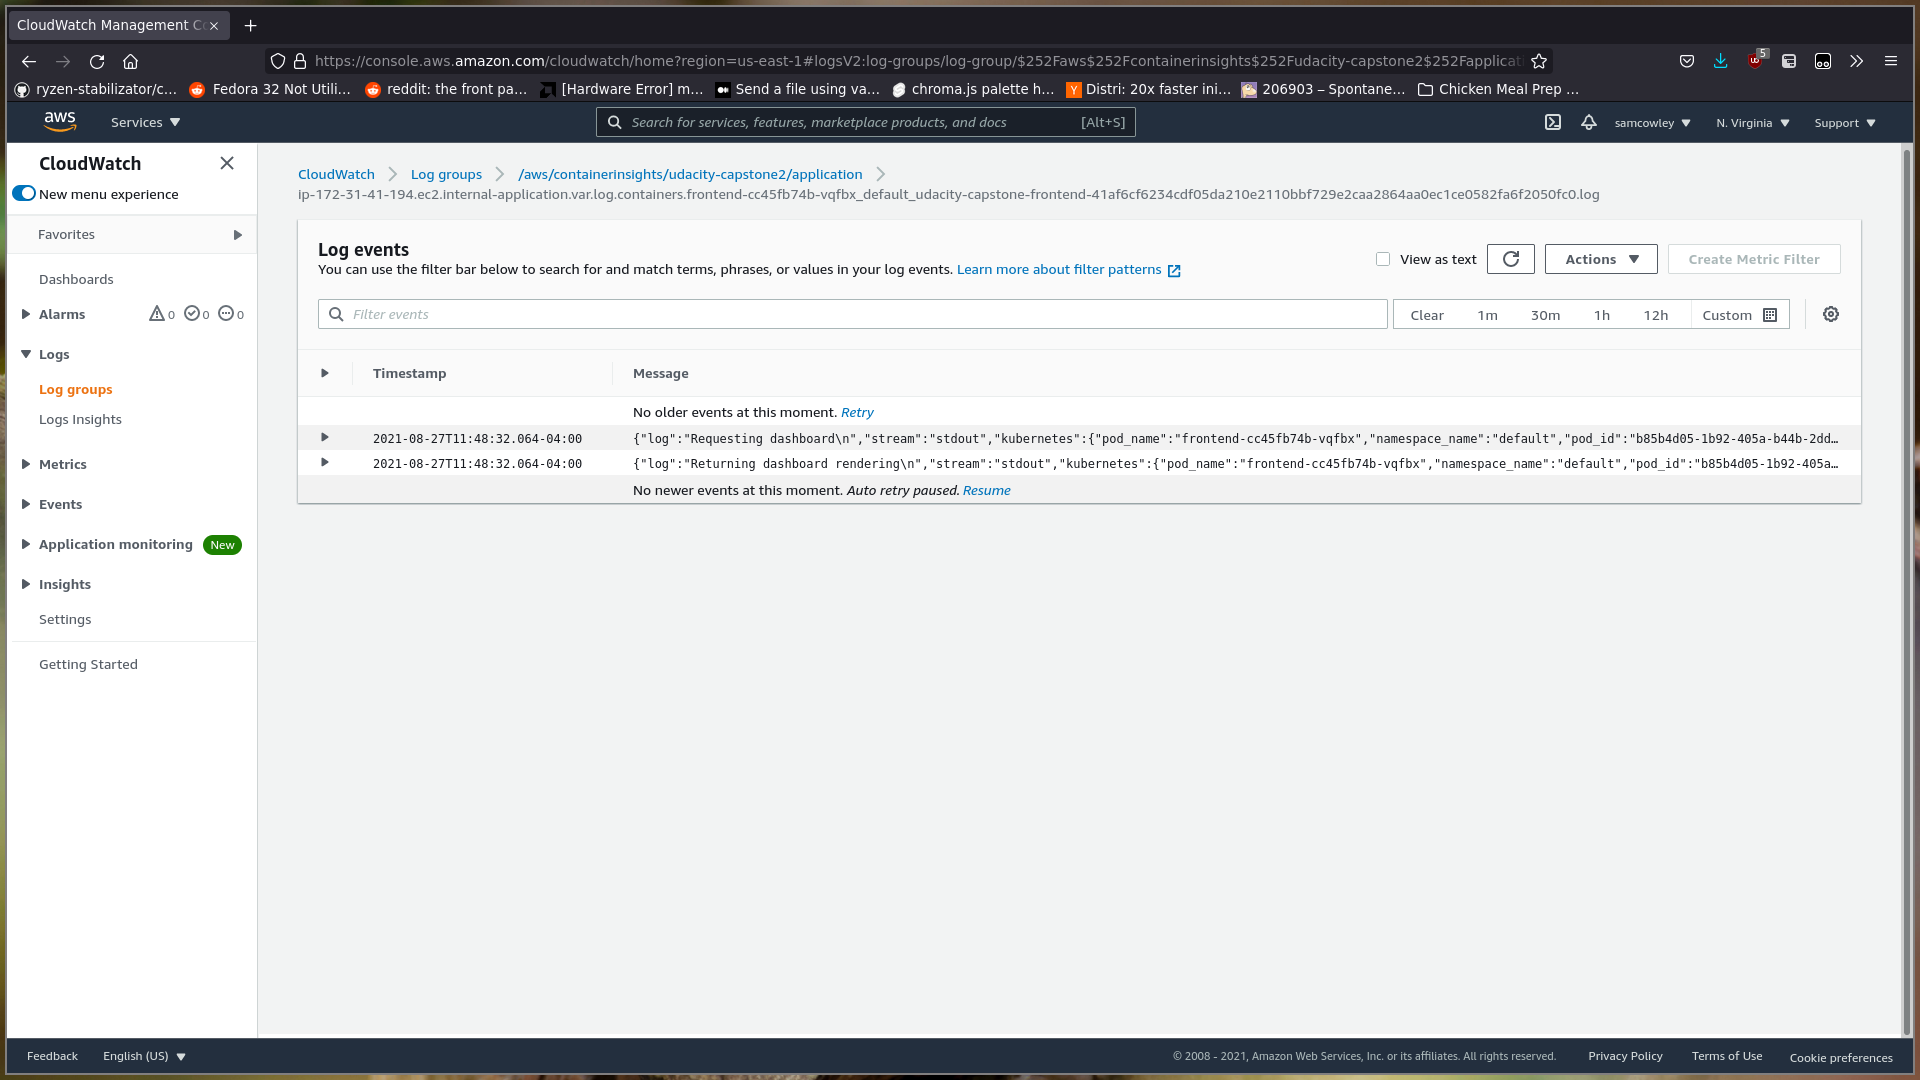 CloudWatch Management Co
https://console.aws.amazon.com/cloudwatch/home?region=us-east-1#logsV2:log-groups/log-group/$252Faws$252Fcontainerinsights$252Fudacity-capstone2$252Fapplicati
5
ryzen-stabilizator/c… Fedora 32 Not Utili… reddit: the front pa… [Hardware Error] m… Send a file using va… chroma.js palette h… Distri: 20x faster ini… 206903 – Spontane… Chicken Meal Prep …
aws Services Search for services, features, marketplace products, and docs [Alt+S] samcowley N. Virginia Support
CloudWatch
New menu experience
Favorites
Dashboards
Alarms 0 0 0
Logs
Log groups
Logs Insights
Metrics
Events
Application monitoring New
Insights
Settings
Getting Started
CloudWatch Log groups /aws/containerinsights/udacity-capstone2/application
ip-172-31-41-194.ec2.internal-application.var.log.containers.frontend-cc45fb74b-vqfbx_default_udacity-capstone-frontend-41af6cf6234cdf05da210e2110bbf729e2caa2864aa0ec1ce0582fa6f2050fc0.log
Log events
You can use the filter bar below to search for and match terms, phrases, or values in your log events. Learn more about filter patterns
View as text Actions Create Metric Filter
Filter events Clear 1m 30m 1h 12h Custom
Timestamp Message
No older events at this moment. Retry
2021-08-27T11:48:32.064-04:00 {"log":"Requesting dashboard\n","stream":"stdout","kubernetes":{"pod_name":"frontend-cc45fb74b-vqfbx","namespace_name":"default","pod_id":"b85b4d05-1b92-405a-b44b-2dd…
2021-08-27T11:48:32.064-04:00 {"log":"Returning dashboard rendering\n","stream":"stdout","kubernetes":{"pod_name":"frontend-cc45fb74b-vqfbx","namespace_name":"default","pod_id":"b85b4d05-1b92-405a…
No newer events at this moment. Auto retry paused. Resume
Feedback English (US) © 2008 - 2021, Amazon Web Services, Inc. or its affiliates. All rights reserved. Privacy Policy Terms of Use Cookie preferences